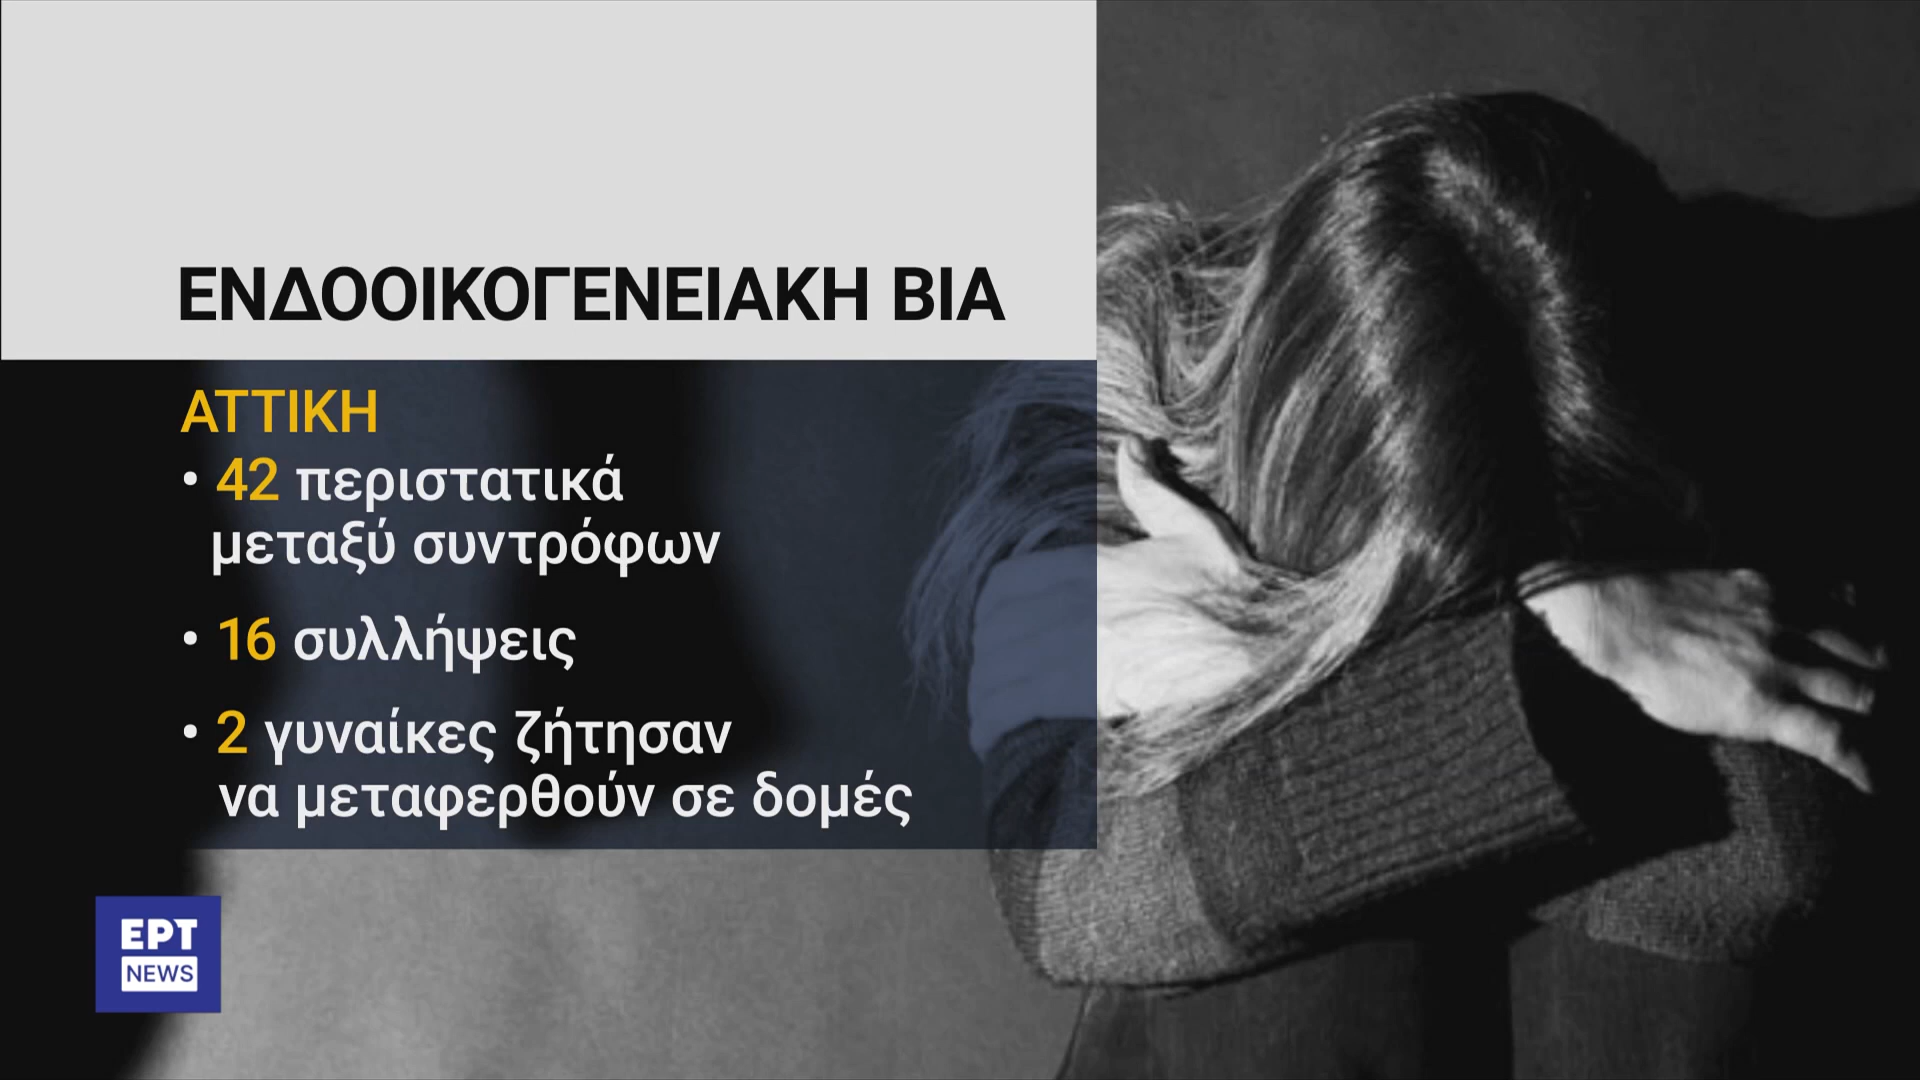 ΕΝΔΟΟΙΚΟΓΕΝΕΙΑΚΗ ΒΙΑ
ΑΤΤΙΚΗ
• 42 περιστατικά
μεταξύ συντρόφων
• 16 συλλήψεις
• 2 γυναίκες ζήτησαν
να μεταφερθούν σε δομές
ΕΡΤ
NEWS